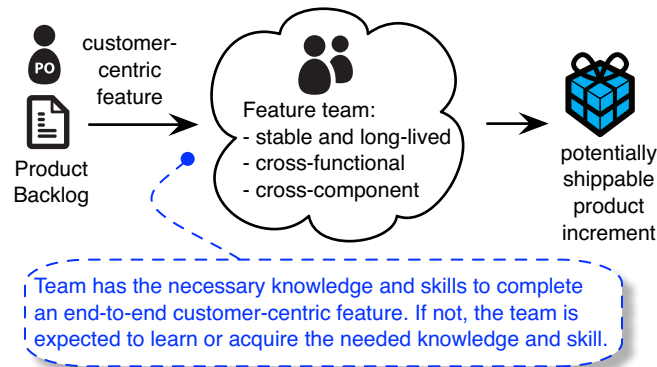 PO
customer-
centric
feature
Product
Backlog
Feature team:
- stable and long-lived
- cross-functional
- cross-component
potentially
shippable
product
increment
Team has the necessary knowledge and skills to complete
an end-to-end customer-centric feature. If not, the team is
expected to learn or acquire the needed knowledge and skill.